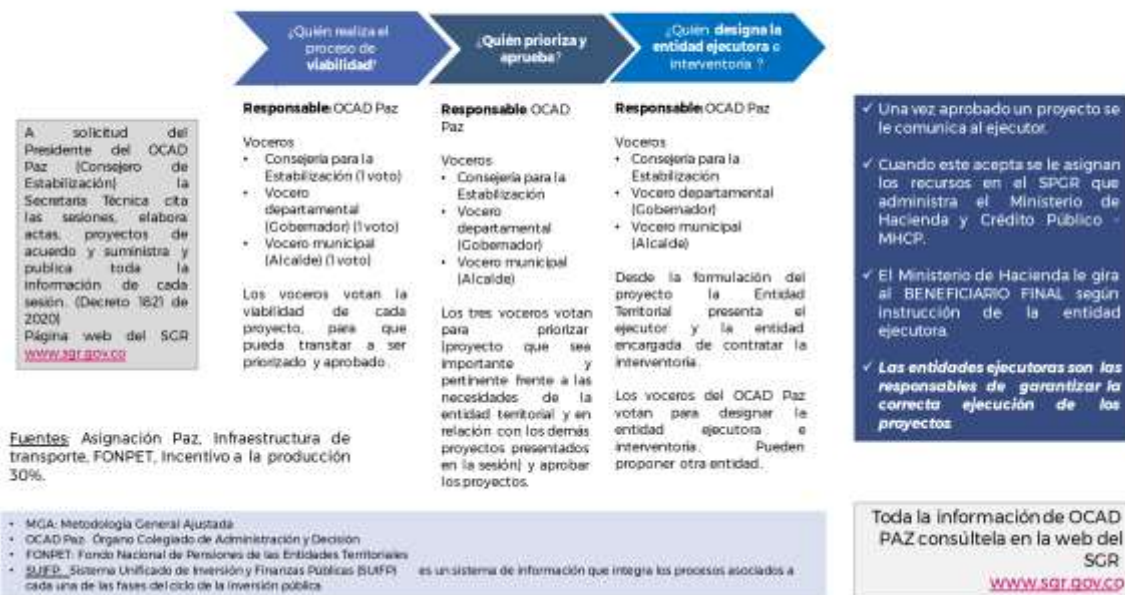 ¿Quién realiza el
proceso de
viabilidad?
¿Quién prioriza y
aprueba?
¿Quién designa la
entidad ejecutora e
interventoría ?
A solicitud del
Presidente del OCAD
Paz (Consejero de
Estabilización) la
Secretaría Técnica cita
las sesiones, elabora
actas, proyectos de
acuerdo y suministra y
publica toda la
información de cada
sesión. (Decreto 1821 de
2020)
Página web del SGR
www.sgr.gov.co
Fuentes: Asignación Paz, Infraestructura de
transporte, FONPET, Incentivo a la producción
30%.
Responsable OCAD Paz
Voceros
• Consejería para la
Estabilización (1 voto)
• Vocero
departamental
(Gobernador) (1 voto)
• Vocero municipal
(Alcalde) (1 voto)
Los voceros votan la
viabilidad de cada
proyecto, para que
pueda transitar a ser
priorizado y aprobado.
Responsable OCAD
Paz
Voceros
• Consejería para la
Estabilización
• Vocero
departamental
(Gobernador)
• Vocero municipal
(Alcalde)
Los tres voceros votan
para priorizar
(proyecto que sea
importante y
pertinente frente a las
necesidades de la
entidad territorial y en
relación con los demás
proyectos presentados
en la sesión) y aprobar
los proyectos.
Responsable OCAD Paz
Voceros
• Consejería para la
Estabilización
• Vocero departamental
(Gobernador)
• Vocero municipal
(Alcalde)
Desde la formulación del
proyecto la Entidad
Territorial presenta el
ejecutor y la entidad
encargada de contratar la
interventoría.
Los voceros del OCAD Paz
votan para designar la
entidad ejecutora e
interventoría. Pueden
proponer otra entidad.
✓ Una vez aprobado un proyecto se
le comunica al ejecutor.
✓ Cuando este acepta se le asignan
los recursos en el SPGR que
administra el Ministerio de
Hacienda y Crédito Público -
MHCP.
✓ El Ministerio de Hacienda le gira
al BENEFICIARIO FINAL según
instrucción de la entidad
ejecutora.
✓ Las entidades ejecutoras son las
responsables de garantizar la
correcta ejecución de los
proyectos
• MGA: Metodología General Ajustada
• OCAD Paz: Órgano Colegiado de Administración y Decisión
• FONPET: Fondo Nacional de Pensiones de las Entidades Territoriales
• SUIFP: Sistema Unificado de Inversión y Finanzas Públicas (SUIFP) es un sistema de información que integra los procesos asociados a
cada una de las fases del ciclo de la inversión pública
Toda la información de OCAD
PAZ consúltela en la web del
SGR
www.sgr.gov.co